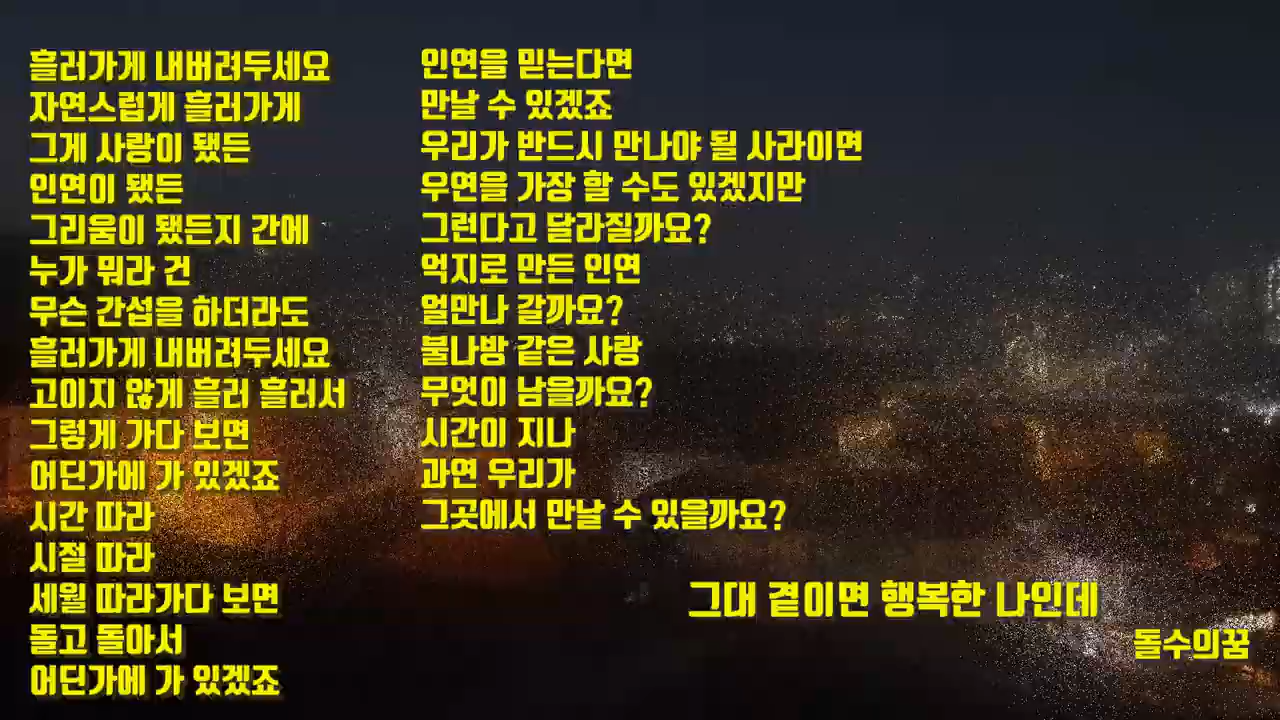 흘러가게 내버려두세요
자연스럽게 흘러가게
그게 사랑이 됐든
인연이 됐든
그리움이 됐든지 간에
누가 뭐라 건
무슨 간섭을 하더라도
흘러가게 내버려두세요
고이지 않게 흘러 흘러서
그렇게 가다 보면
어딘가에 가 있겠죠
시간 따라
시절 따라
세월 따라가다 보면
돌고 돌아서
어딘가에 가 있겠죠
인연을 믿는다면
만날 수 있겠죠
우리가 반드시 만나야 될 사라이면
우연을 가장 할 수도 있겠지만
그런다고 달라질까요?
억지로 만든 인연
얼만나 갈까요?
불나방 같은 사랑
무엇이 남을까요?
시간이 지나
과연 우리가
그곳에서 만날 수 있을까요?
그대 곁이면 행복한 나인데
돌수의꿈